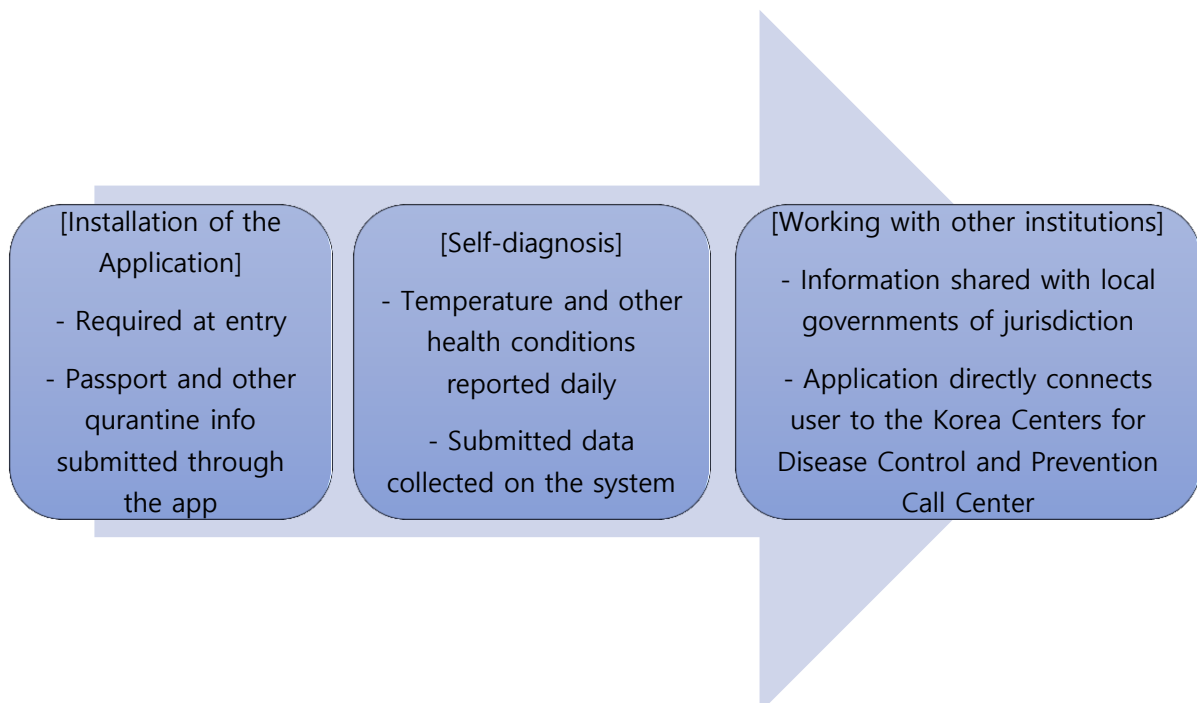 [Installation of the
Application]
- Required at entry
- Passport and other
qurantine info
submitted through
the app
[Self-diagnosis]
- Temperature and other
health conditions
reported daily
- Submitted data
collected on the system
[Working with other institutions]
- Information shared with local
governments of jurisdiction
- Application directly connects
user to the Korea Centers for
Disease Control and Prevention
Call Center